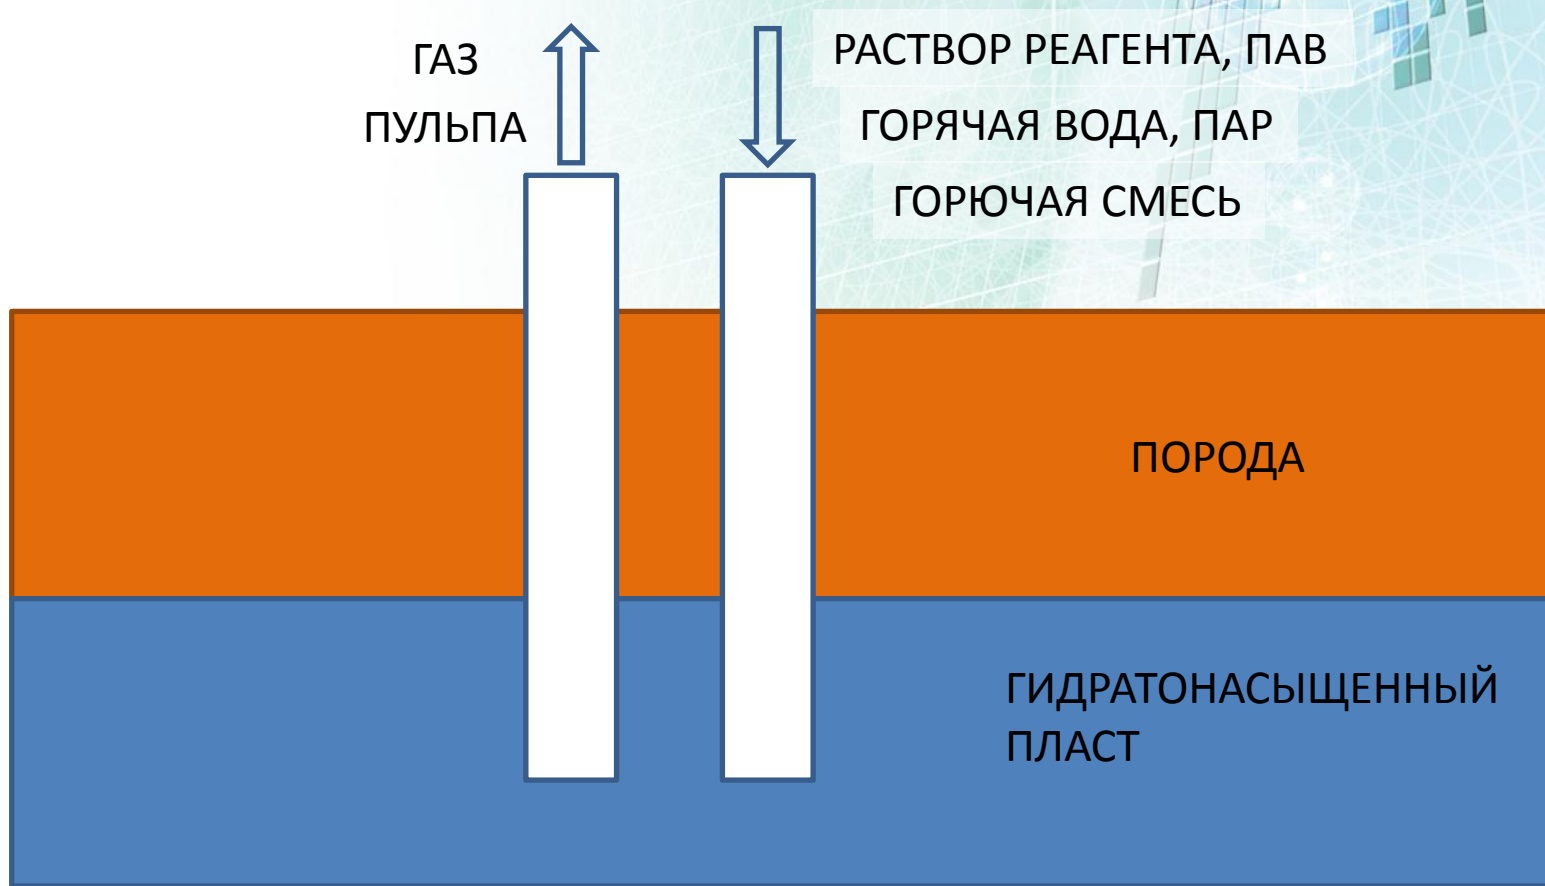 ГАЗ
ПУЛЬПА
РАСТВОР РЕАГЕНТА, ПАВ
ГОРЯЧАЯ ВОДА, ПАР
ГОРЮЧАЯ СМЕСЬ
ПОРОДА
ГИДРАТОНАСЫЩЕННЫЙ
ПЛАСТ